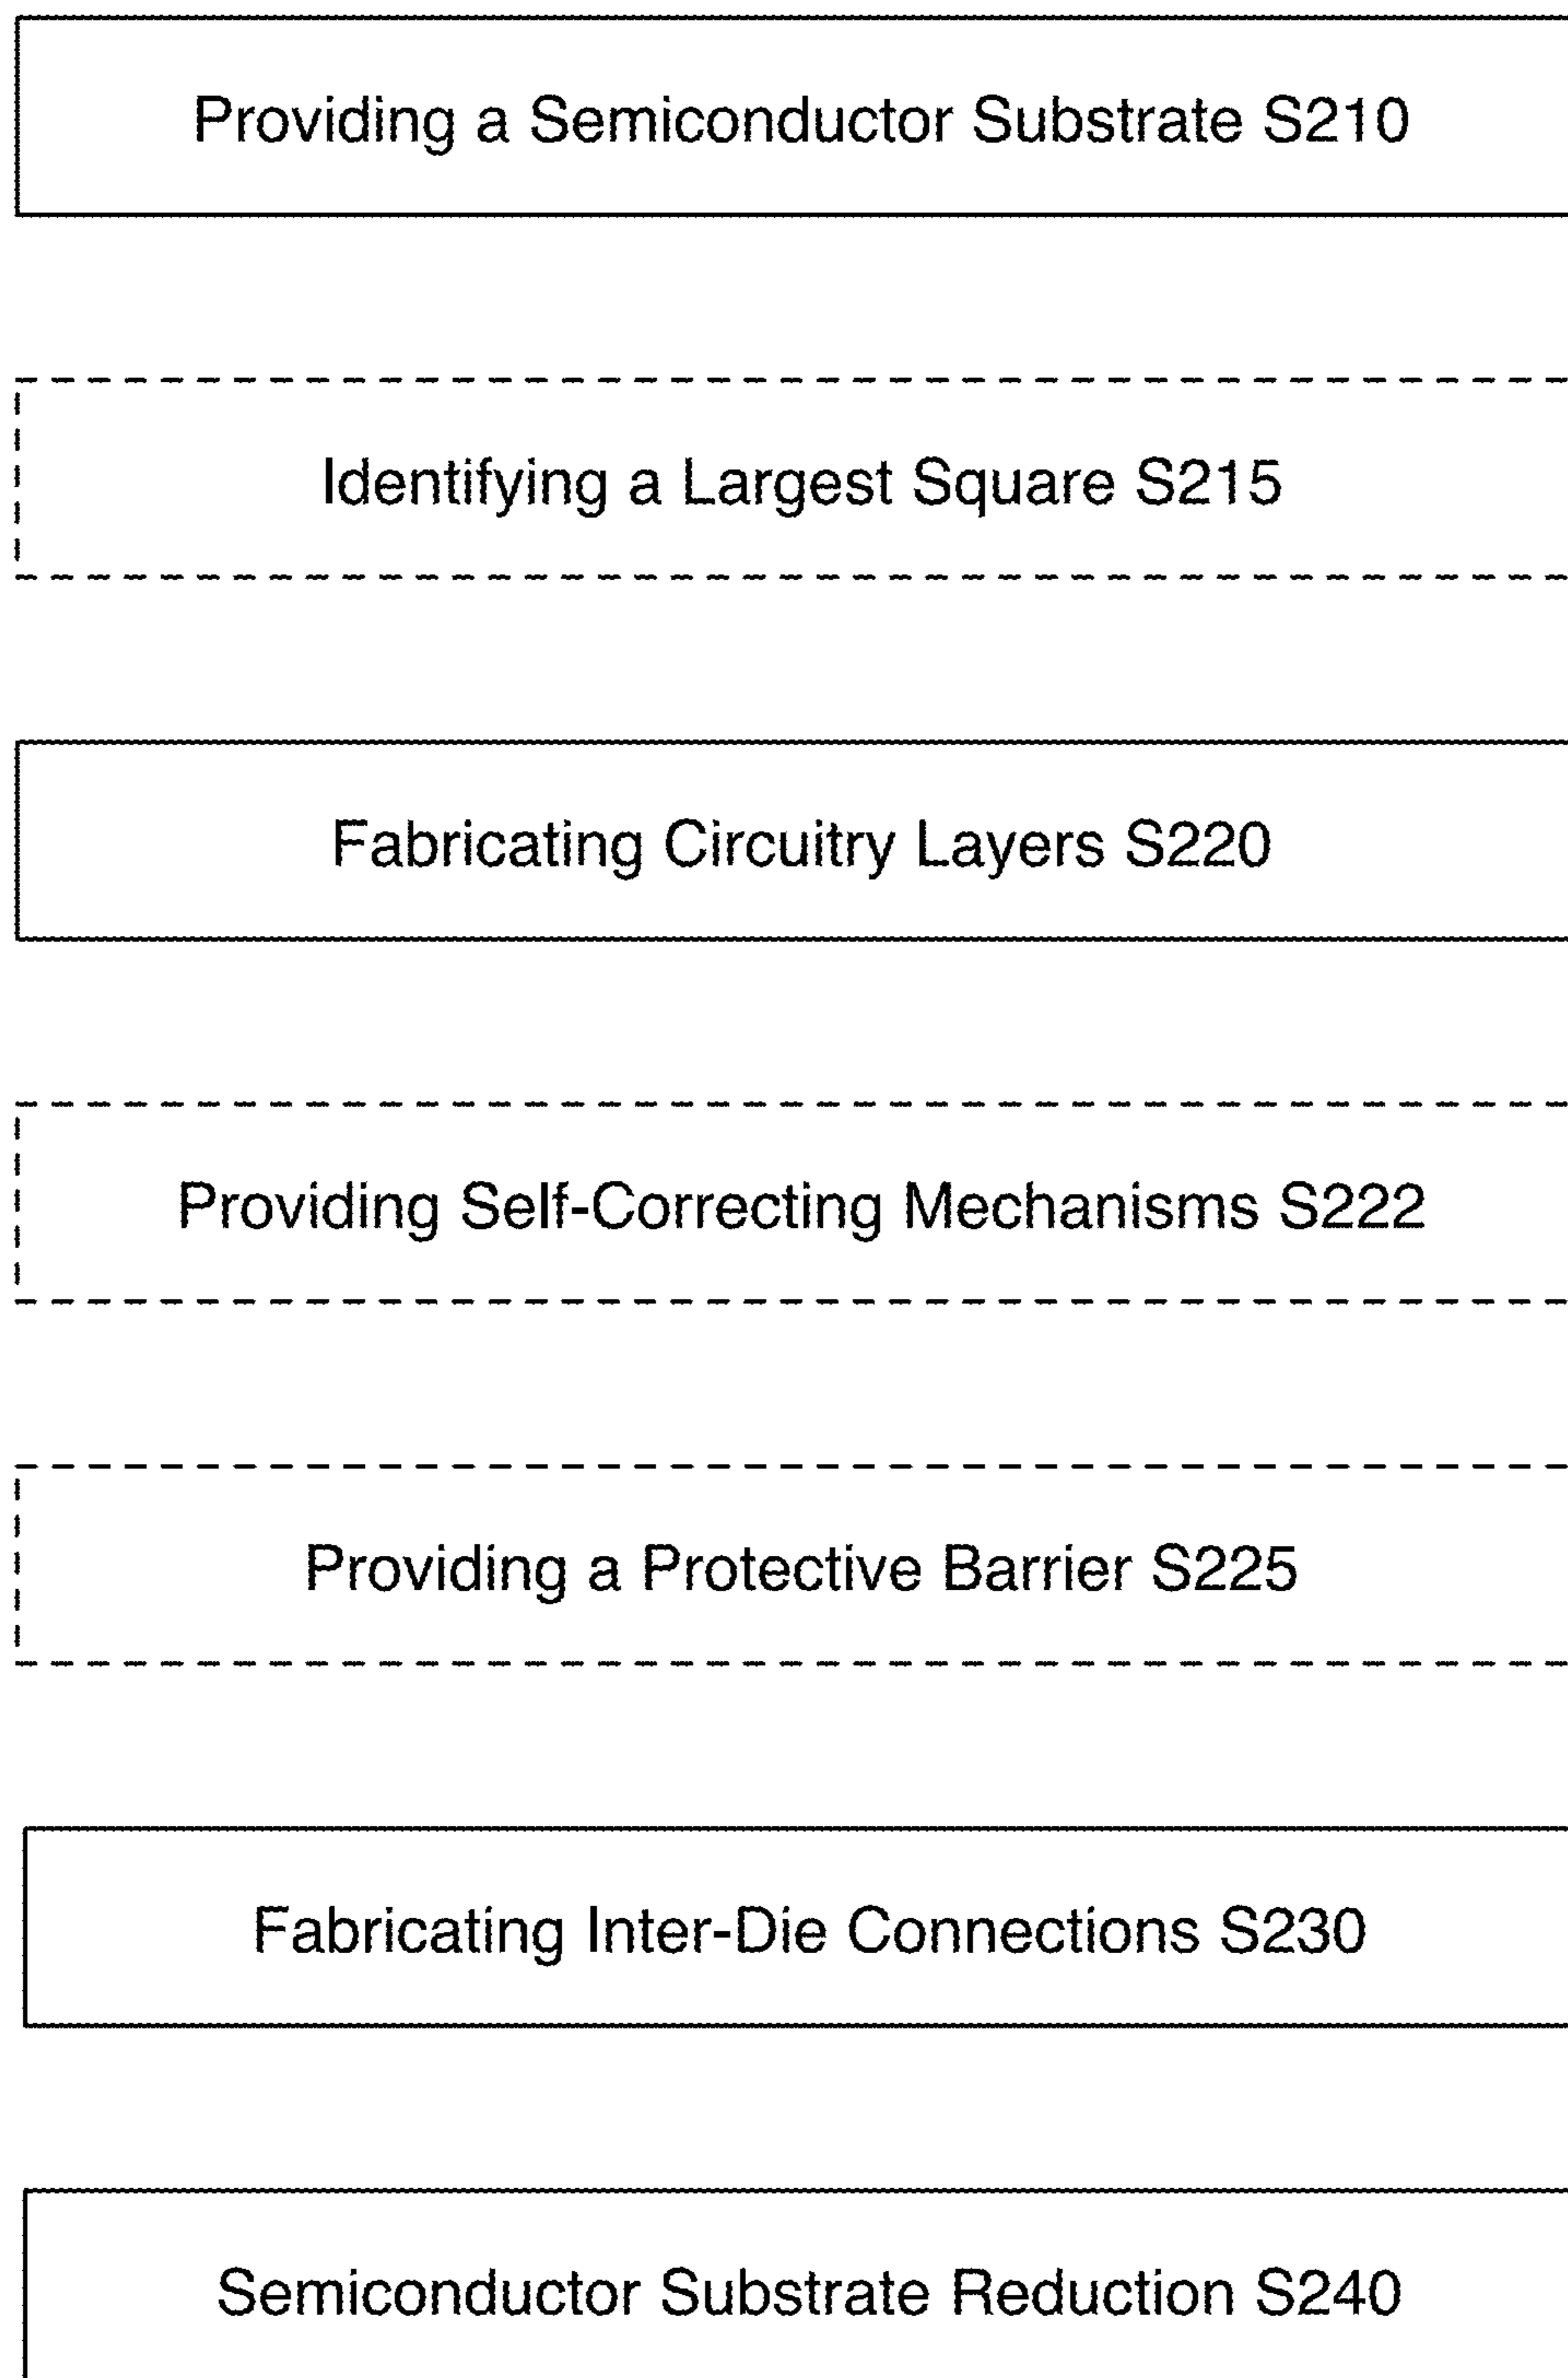 Providing a Semiconductor Substrate S210
Identifying a Largest Square S215
Fabricating Circuitry Layers S220
Providing Self-Correcting Mechanisms S222
Providing a Protective Barrier S225
Fabricating Inter-Die Connections S230
Semiconductor Substrate Reduction S240